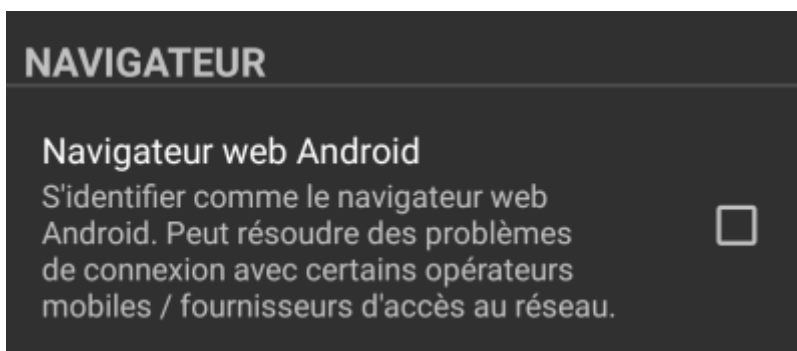 NAVIGATEUR
Navigateur web Android
S'identifier comme le navigateur web
Android. Peut résoudre des problèmes
de connexion avec certains opérateurs
mobiles / fournisseurs d'accès au réseau.